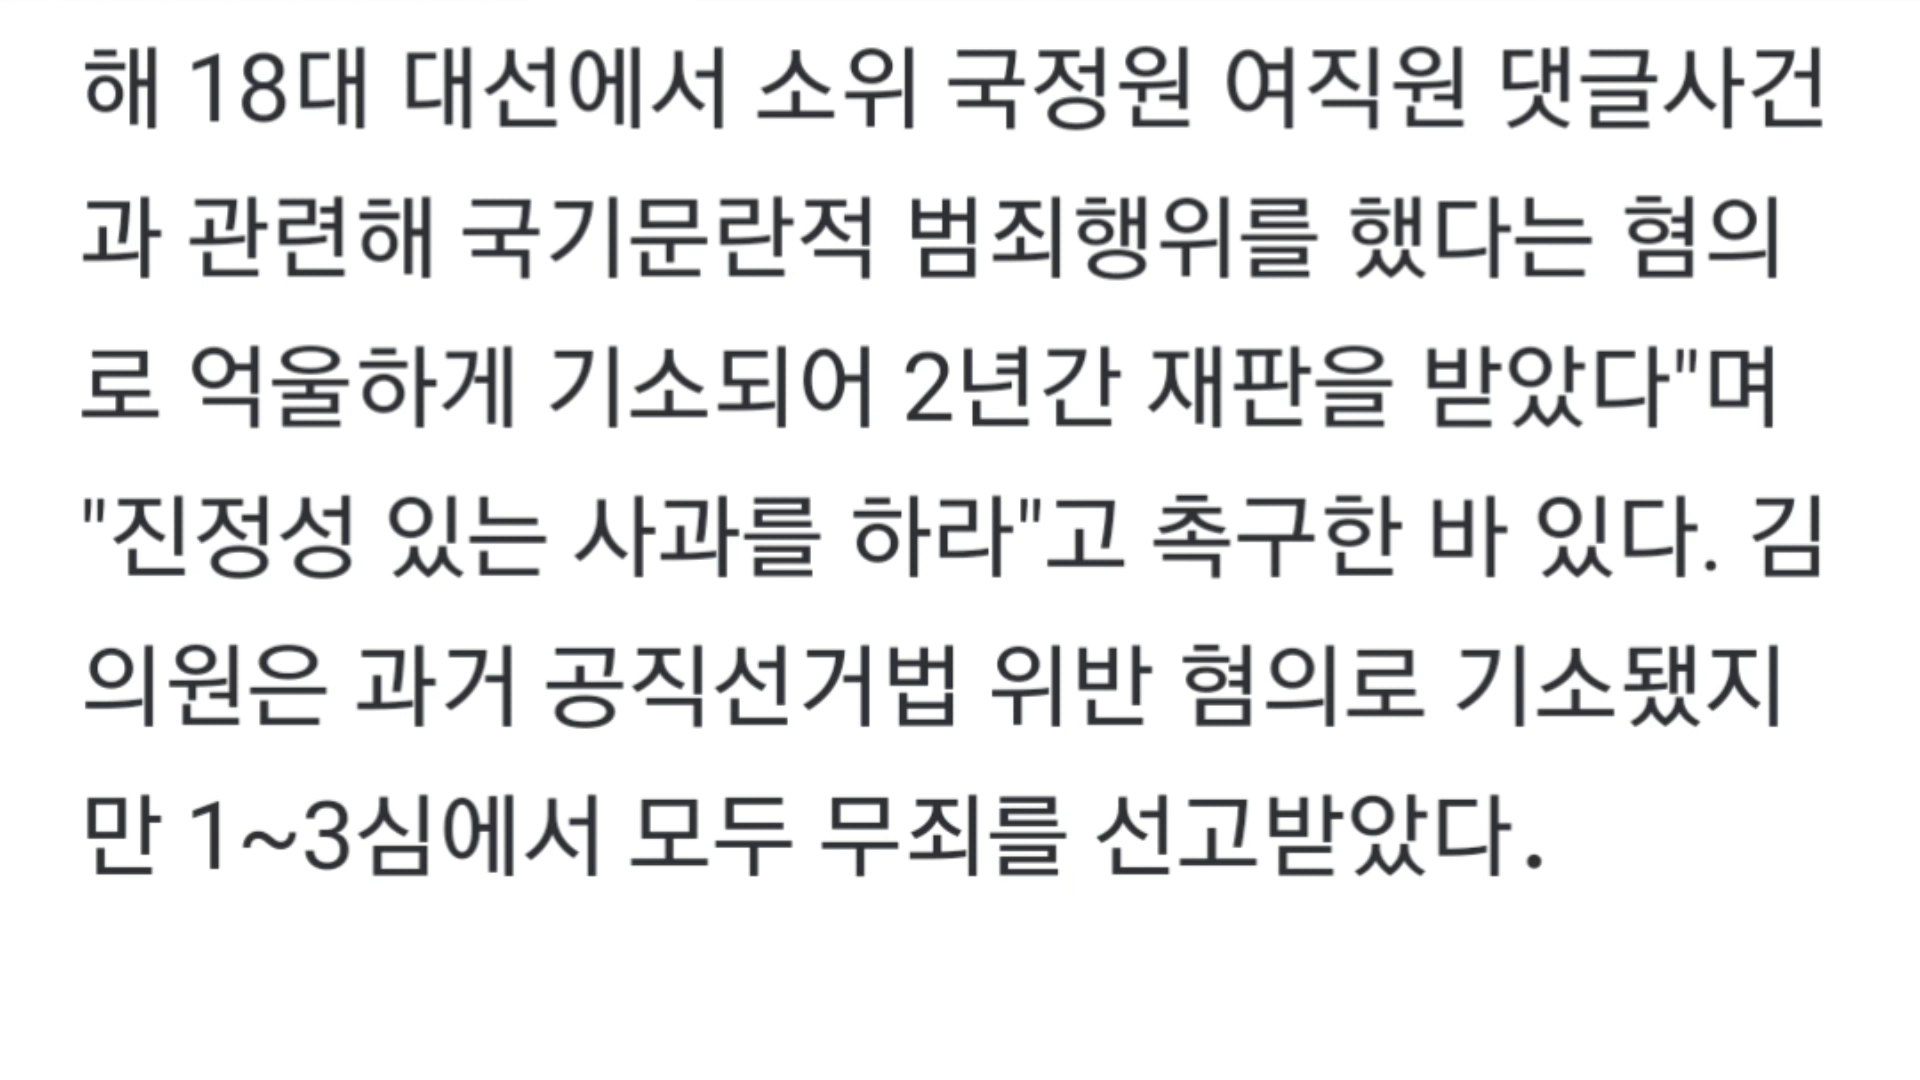 해 18대 대선에서 소위 국정원 여직원 댓글사건
과 관련해 국기문란적 범죄행위를 했다는 혐의
로 억울하게 기소되어 2년간 재판을 받았다"며
"진정성 있는 사과를 하라"고 촉구한 바 있다. 김
의원은 과거 공직선거법 위반 혐의로 기소됐지
만 1~3심에서 모두 무죄를 선고받았다.